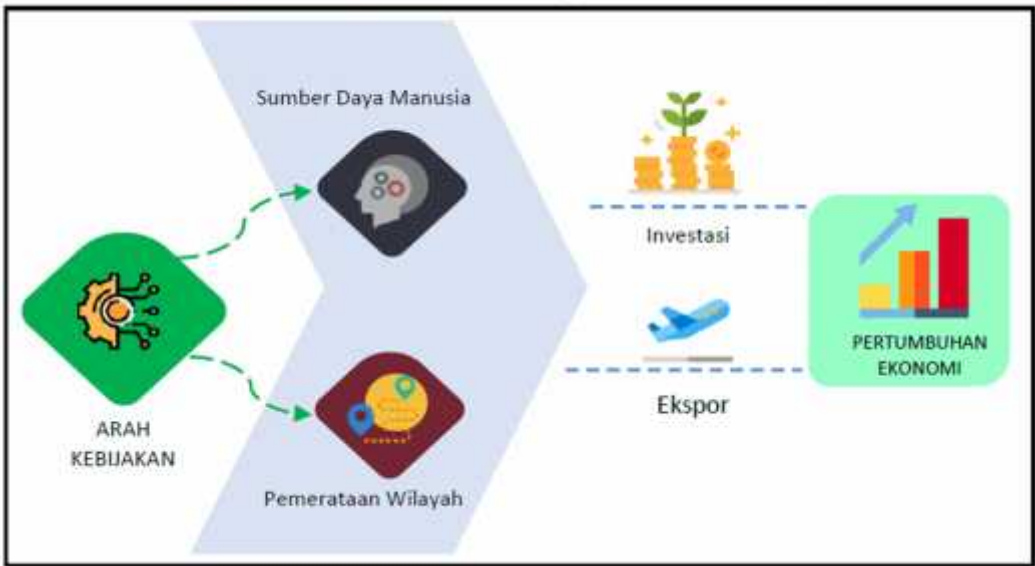 Sumber Daya Manusia
Investasi
PERTUMBUHAN
EKONOMI
Ekspor
ARAH
KEBIJAKAN
Pemerataan Wilayah